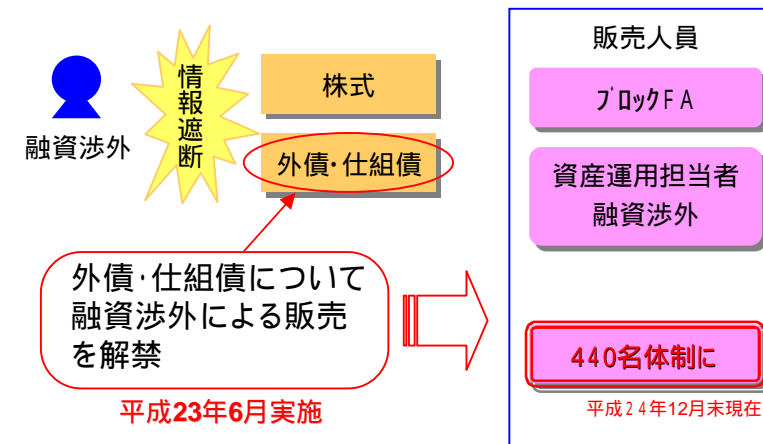 融資渉外
情報遮断
株式
外債・仕組債
外債・仕組債について
融資渉外による販売
を解禁
平成23年6月実施
販売人員
ﾌﾞﾛｯｸＦＡ
資産運用担当者
融資渉外
440名体制に
平成２４年12月末現在